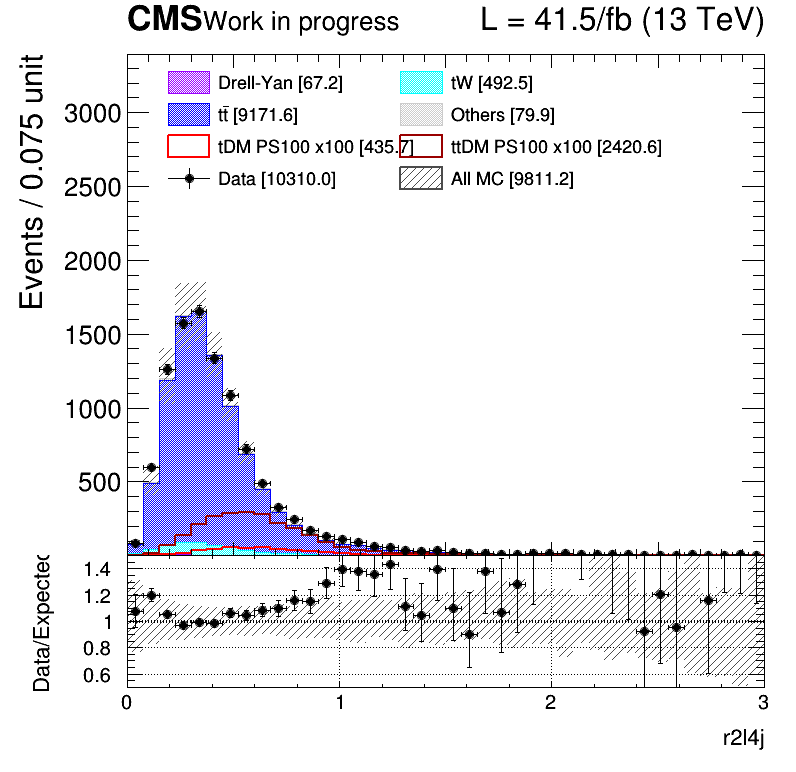 CMS Work in progress L = 41.5/fb (13 TeV)
Events / 0.075 unit
Drell-Yan [67.2] tW [492.5]
tt̄ [9171.6] Others [79.9]
tDM PS100 x100 [435.7] ttDM PS100 x100 [2420.6]
Data [10310.0] All MC [9811.2]
3000
2500
2000
1500
1000
500
Data/Expected
1.4
1.2
1
0.8
0.6
0 1 2 3
r2l4j